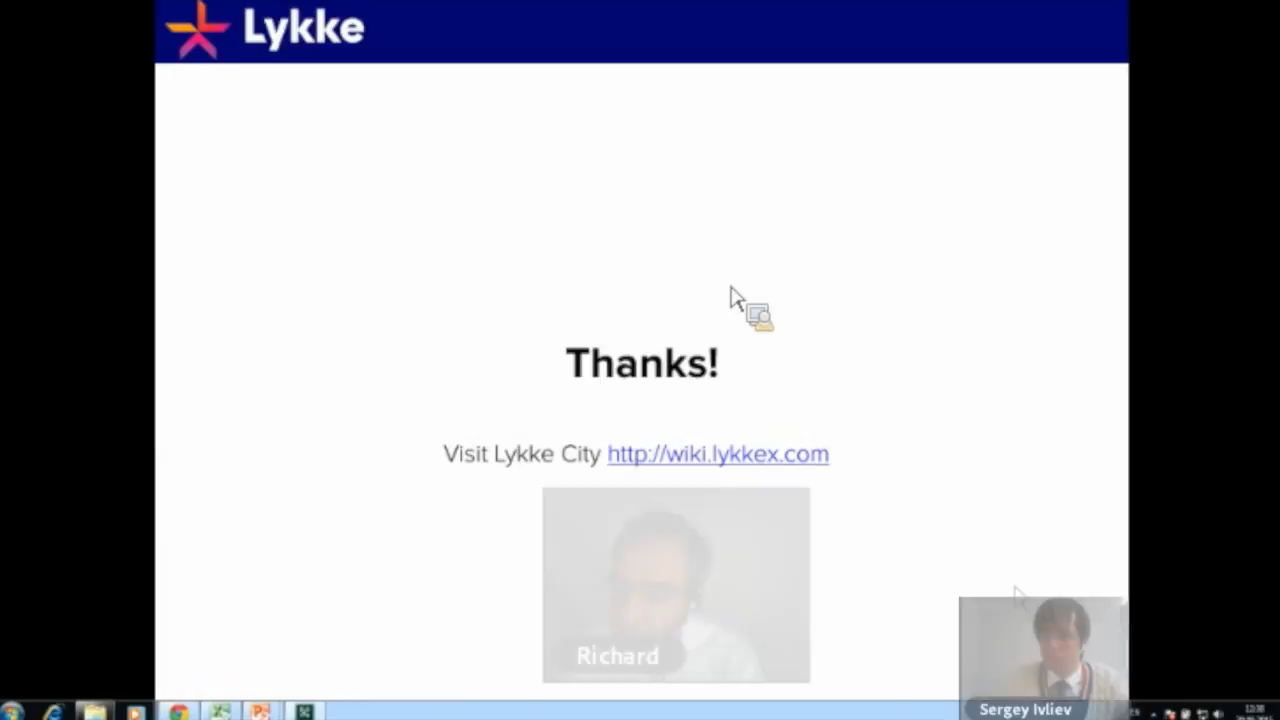 Lykke
Thanks!
Visit Lykke City http://wiki.lykkex.com
Richard
Sergey Ivliev